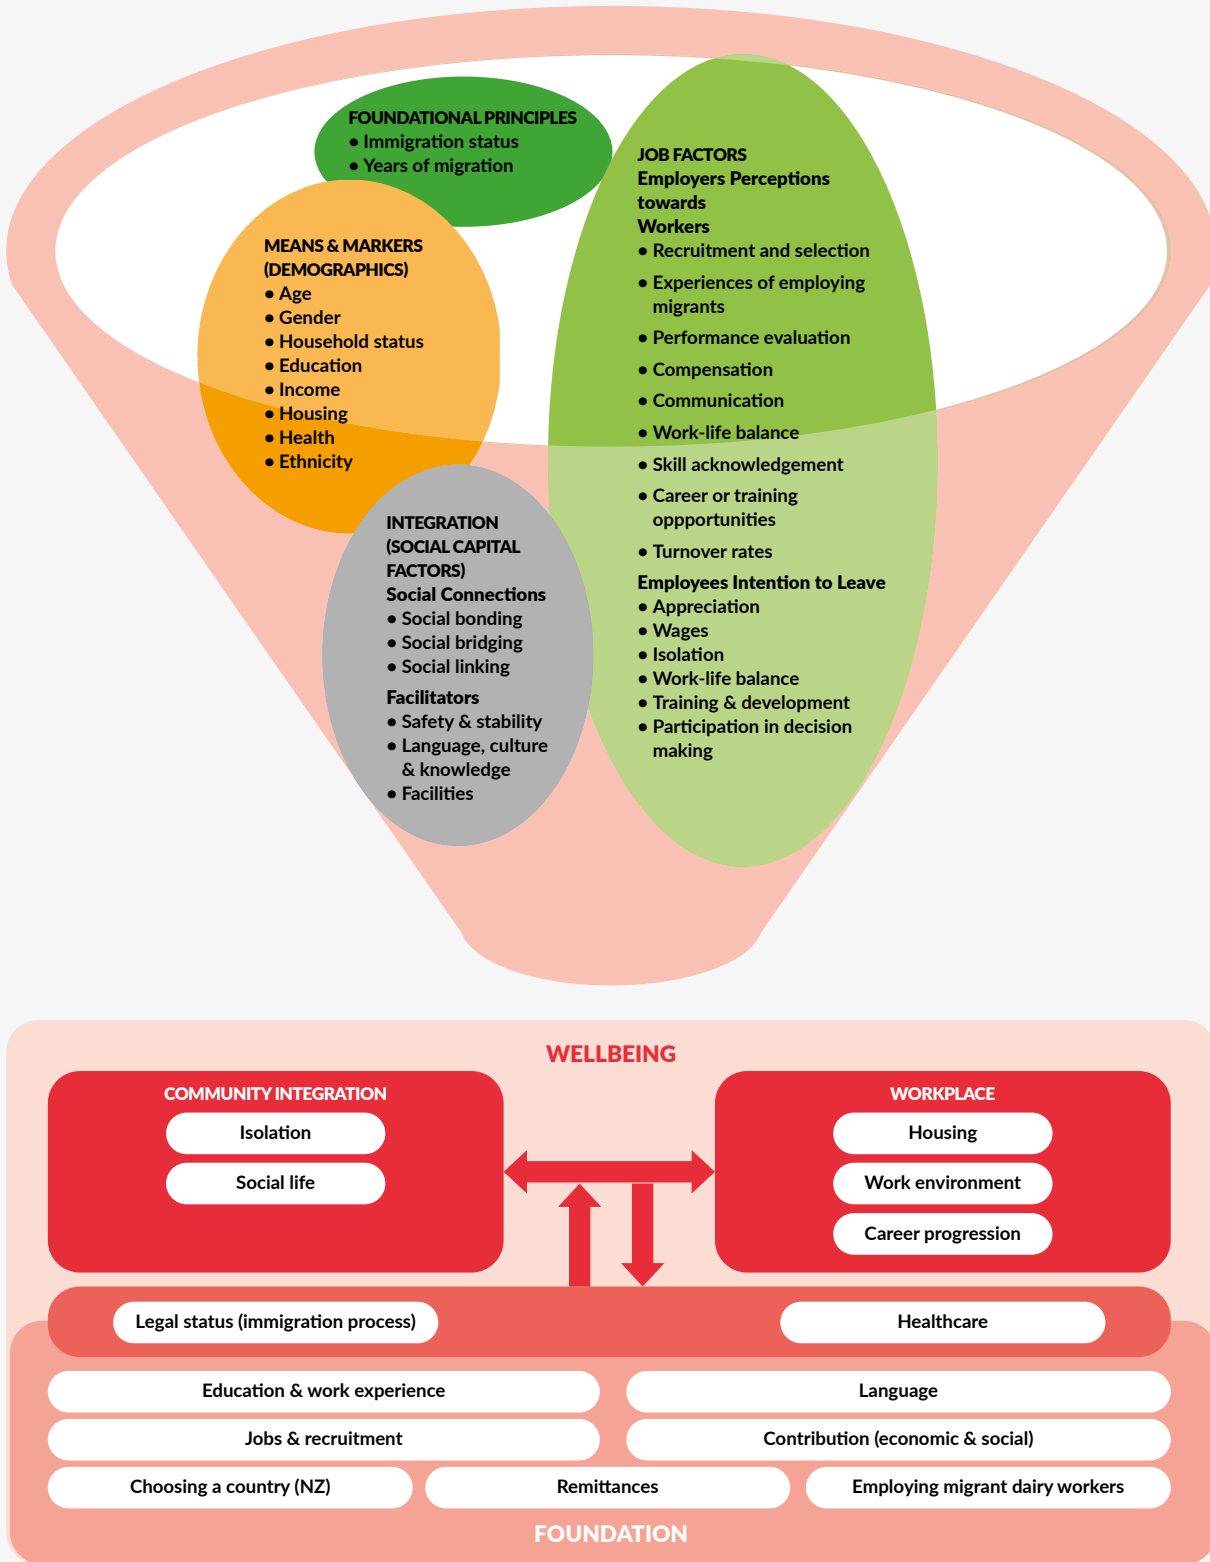 FOUNDATIONAL PRINCIPLES
• Immigration status
• Years of migration
MEANS & MARKERS
(DEMOGRAPHICS)
• Age
• Gender
• Household status
• Education
• Income
• Housing
• Health
• Ethnicity
INTEGRATION
(SOCIAL CAPITAL
FACTORS)
Social Connections
• Social bonding
• Social bridging
• Social linking
Facilitators
• Safety & stability
• Language, culture
& knowledge
• Facilities
JOB FACTORS
Employers Perceptions
towards
Workers
• Recruitment and selection
• Experiences of employing
migrants
• Performance evaluation
• Compensation
• Communication
• Work-life balance
• Skill acknowledgement
• Career or training
oppportunities
• Turnover rates
Employees Intention to Leave
• Appreciation
• Wages
• Isolation
• Work-life balance
• Training & development
• Participation in decision
making
WELLBEING
COMMUNITY INTEGRATION
Isolation
Social life
WORKPLACE
Housing
Work environment
Career progression
Legal status (immigration process)
Healthcare
Education & work experience
Language
Jobs & recruitment
Contribution (economic & social)
Choosing a country (NZ)
Remittances
Employing migrant dairy workers
FOUNDATION